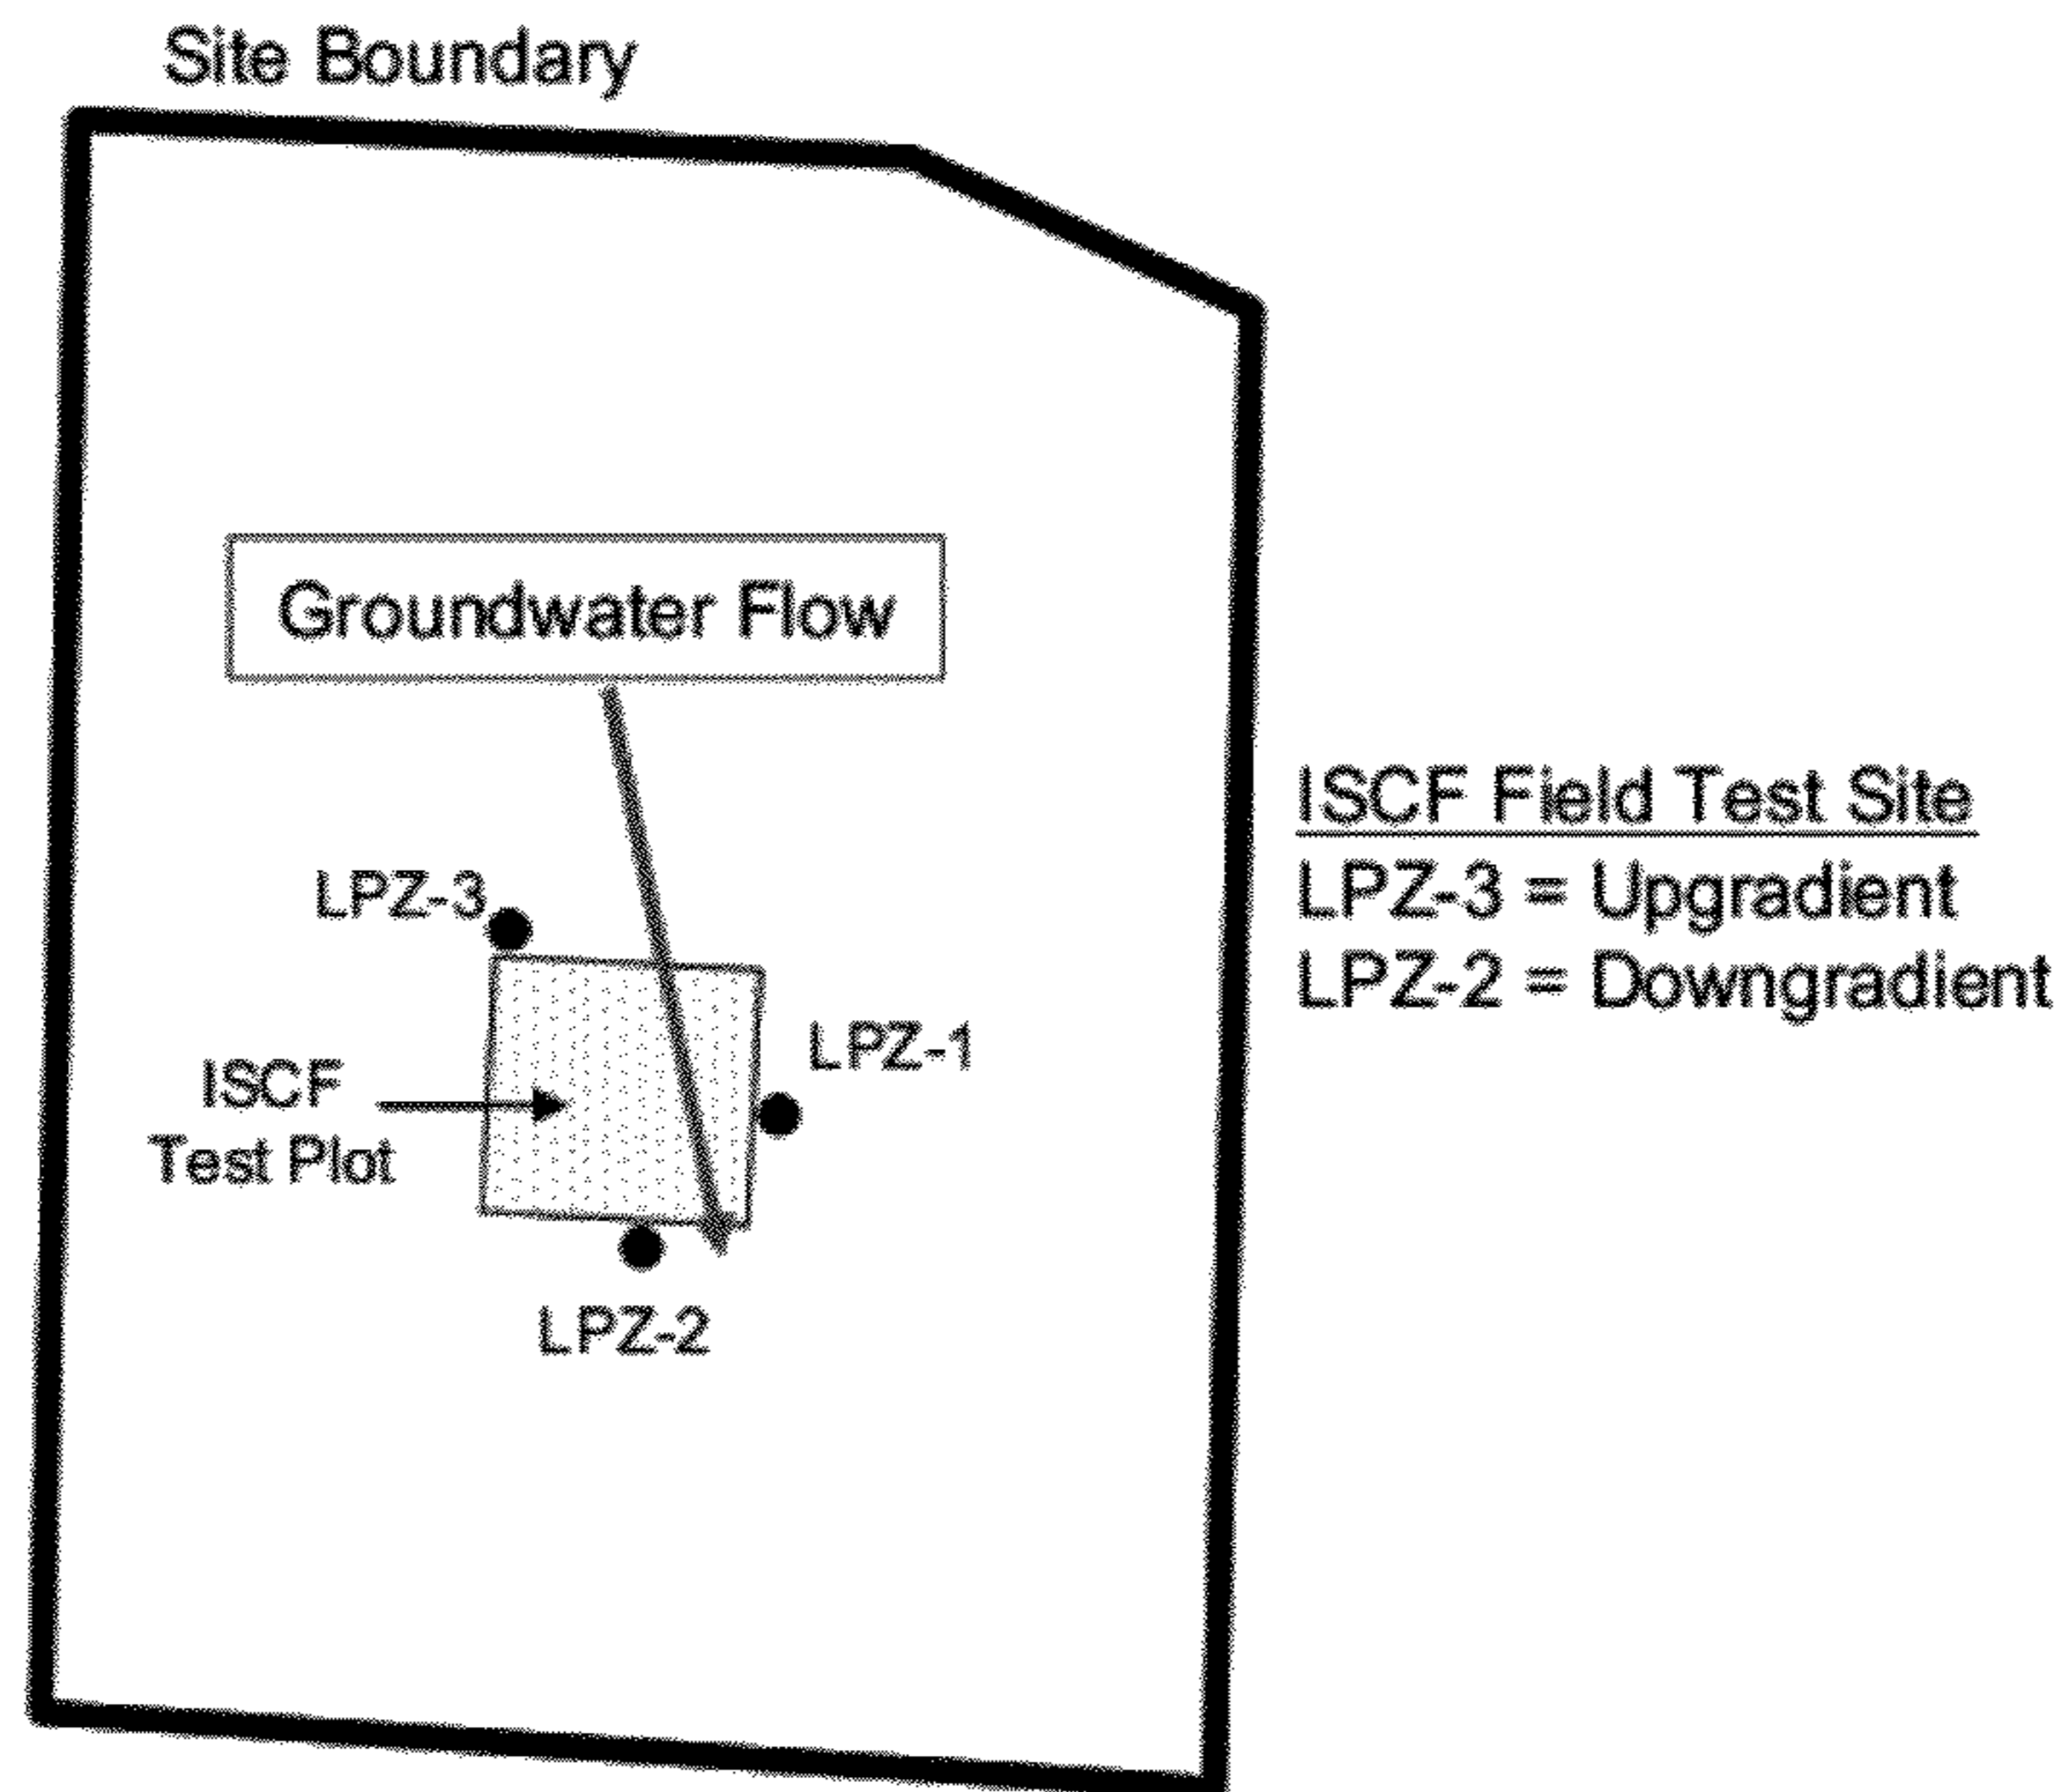 Site Boundary
Groundwater Flow
ISCF Field Test Site
LPZ-3 = Upgradient
LPZ-2 = Downgradient
LPZ-3
LPZ-1
ISCF
Test Plot
LPZ-2